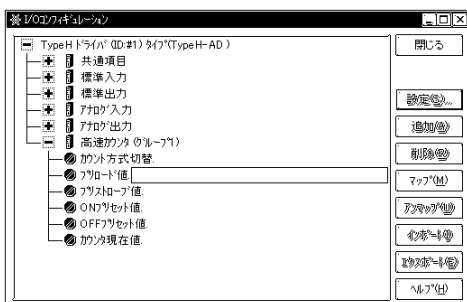 I/Oコンフィギュレーション
TypeH ドライバ (ID:#1) タイプ(TypeH-AD )
共通項目
標準入力
標準出力
アナログ入力
アナログ出力
高速カウンタ (グループ1)
カウント方式切替.
プリロード値.
プリストローブ値.
ONプリセット値.
OFFプリセット値.
カウンタ現在値.
閉じる
設定(S)...
追加(A)
削除(R)
マップ(M)
アンマップ(U)
インポート(I)
エクスポート(E)
ヘルプ(H)